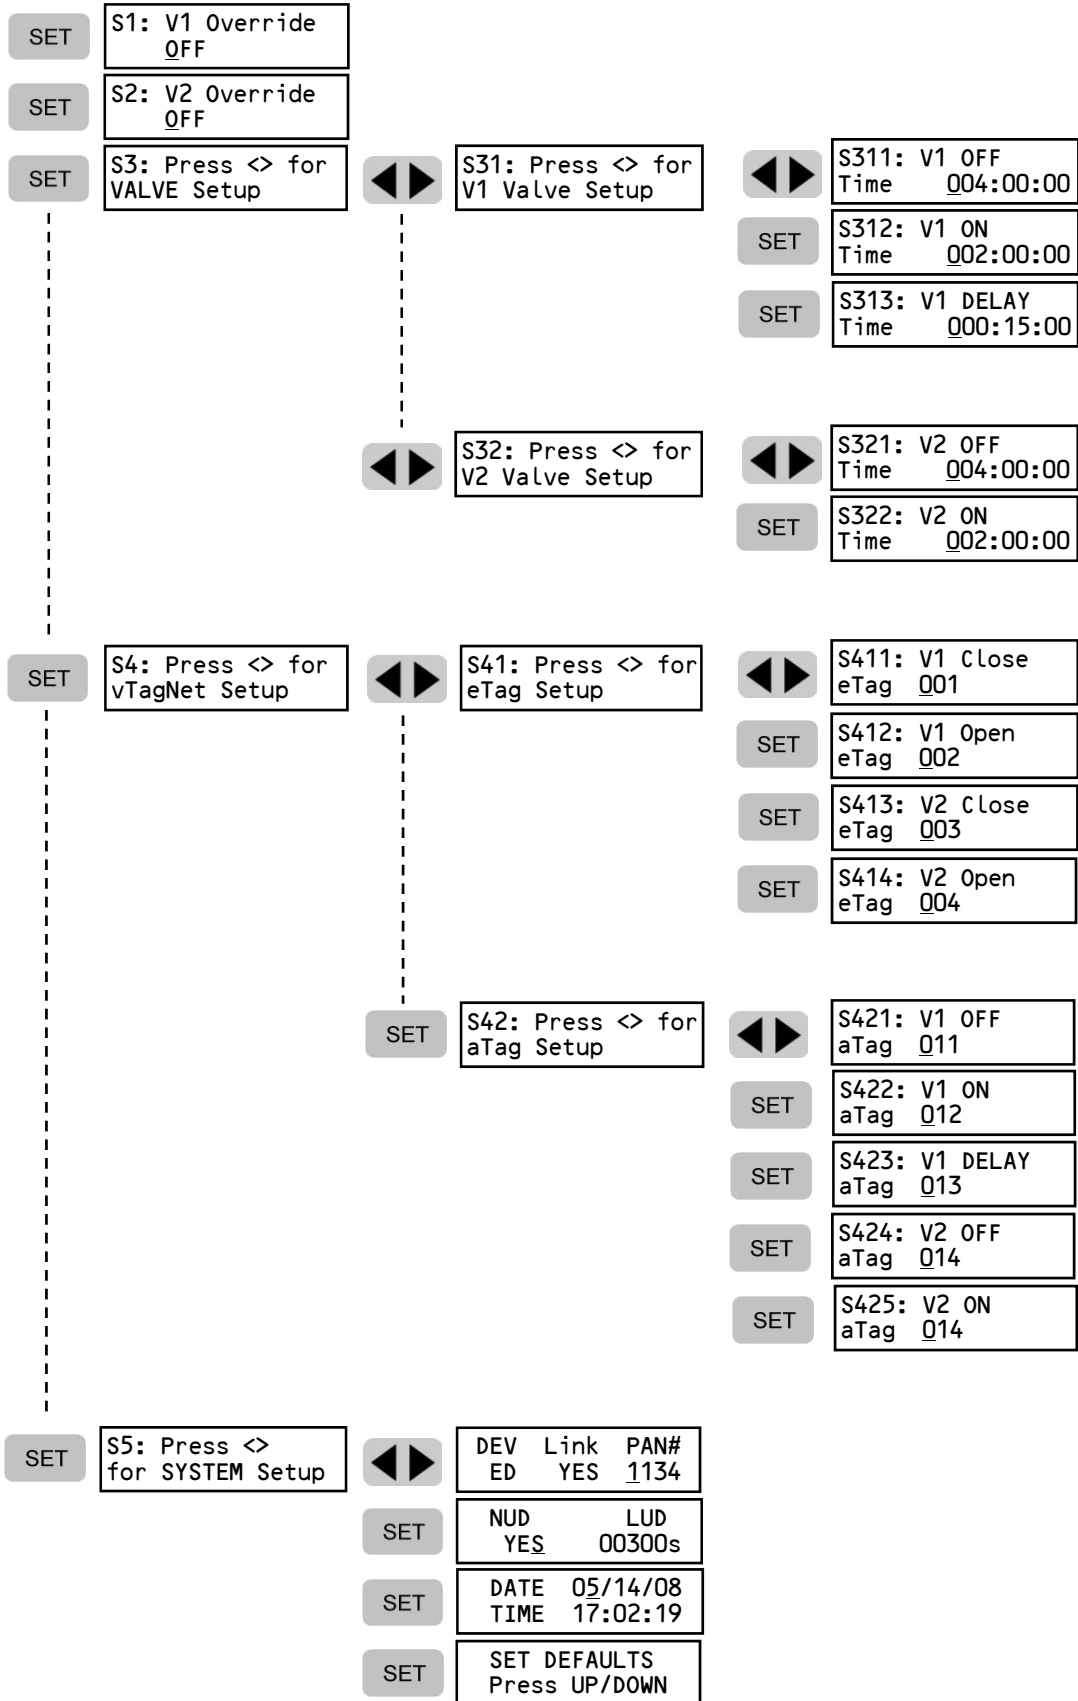 SET
S1: V1 Override
OFF
SET
S2: V2 Override
OFF
SET
S3: Press <> for
VALVE Setup
S31: Press <> for
V1 Valve Setup
S311: V1 OFF
Time 004:00:00
SET
S312: V1 ON
Time 002:00:00
SET
S313: V1 DELAY
Time 000:15:00
S32: Press <> for
V2 Valve Setup
S321: V2 OFF
Time 004:00:00
SET
S322: V2 ON
Time 002:00:00
SET
S4: Press <> for
vTagNet Setup
S41: Press <> for
eTag Setup
S411: V1 Close
eTag 001
SET
S412: V1 Open
eTag 002
SET
S413: V2 Close
eTag 003
SET
S414: V2 Open
eTag 004
SET
S42: Press <> for
aTag Setup
S421: V1 OFF
aTag 011
SET
S422: V1 ON
aTag 012
SET
S423: V1 DELAY
aTag 013
SET
S424: V2 OFF
aTag 014
SET
S425: V2 ON
aTag 014
SET
S5: Press <>
for SYSTEM Setup
DEV Link PAN#
ED YES 1134
SET
NUD LUD
YES 00300s
SET
DATE 05/14/08
TIME 17:02:19
SET
SET DEFAULTS
Press UP/DOWN